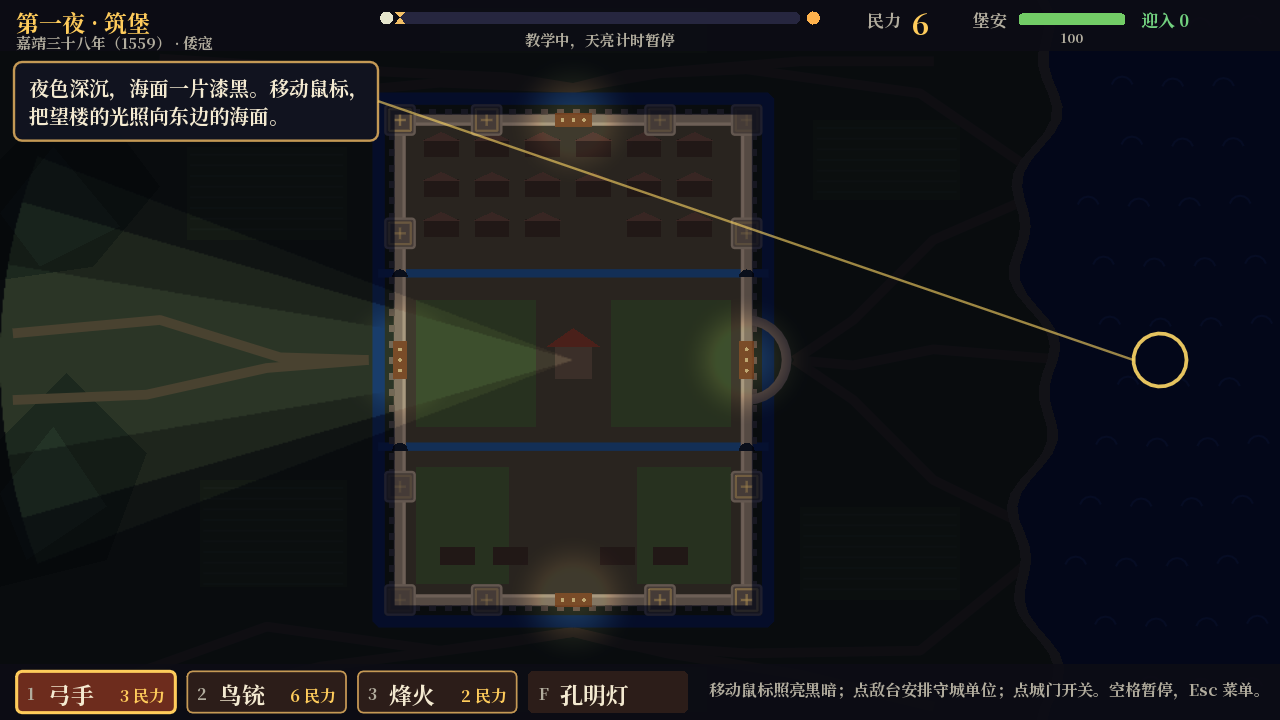 第一夜 · 筑堡
嘉靖三十八年（1559） · 倭寇
教学中，天亮计时暂停
民力 6
堡安
100
迎入 0
夜色深沉，海面一片漆黑。移动鼠标，
把望楼的光照向东边的海面。
1 弓手 3 民力
2 鸟铳 6 民力
3 烽火 2 民力
F 孔明灯
移动鼠标照亮黑暗；点敌台安排守城单位；点城门开关。空格暂停，Esc 菜单。